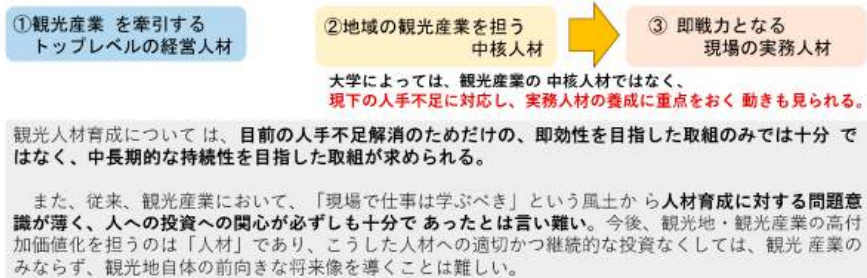 ①観光産業 を牽引する
トップレベルの経営人材
②地域の観光産業を担う
中核人材
③ 即戦力となる
現場の実務人材
大学によっては、観光産業の 中核人材ではなく、
現下の人手不足に対応し、実務人材の養成に重点をおく 動きも見られる。
観光人材育成について は、目前の人手不足解消のためだけの、即効性を目指した取組のみでは十分 で
はなく、中長期的な持続性を目指した取組が求められる。
また、従来、観光産業において、「現場で仕事は学ぶべき」という風土か ら人材育成に対する問題意
識が薄く、人への投資への関心が必ずしも十分で あったとは言い難い。今後、観光地・観光産業の高付
加価値化を担うのは「人材」であり、こうした人材への適切かつ継続的な投資なくしては、観光 産業の
みならず、観光地自体の前向きな将来像を導くことは難しい。